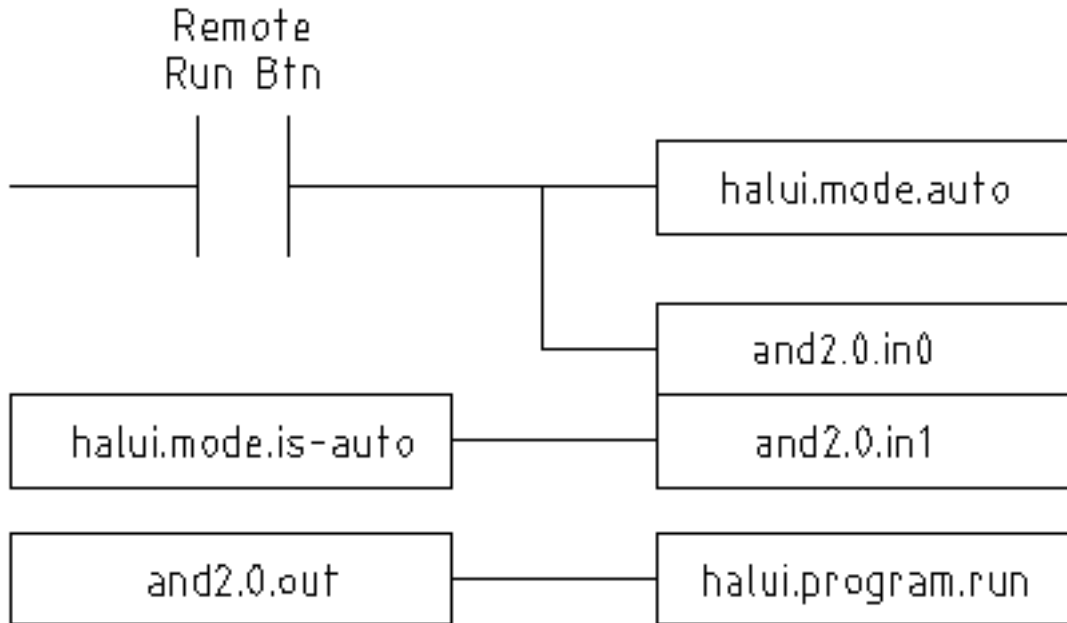 Remote
Run Btn
halui.mode.auto
and2.0.in0
halui.mode.is-auto
and2.0.in1
and2.0.out
halui.program.run